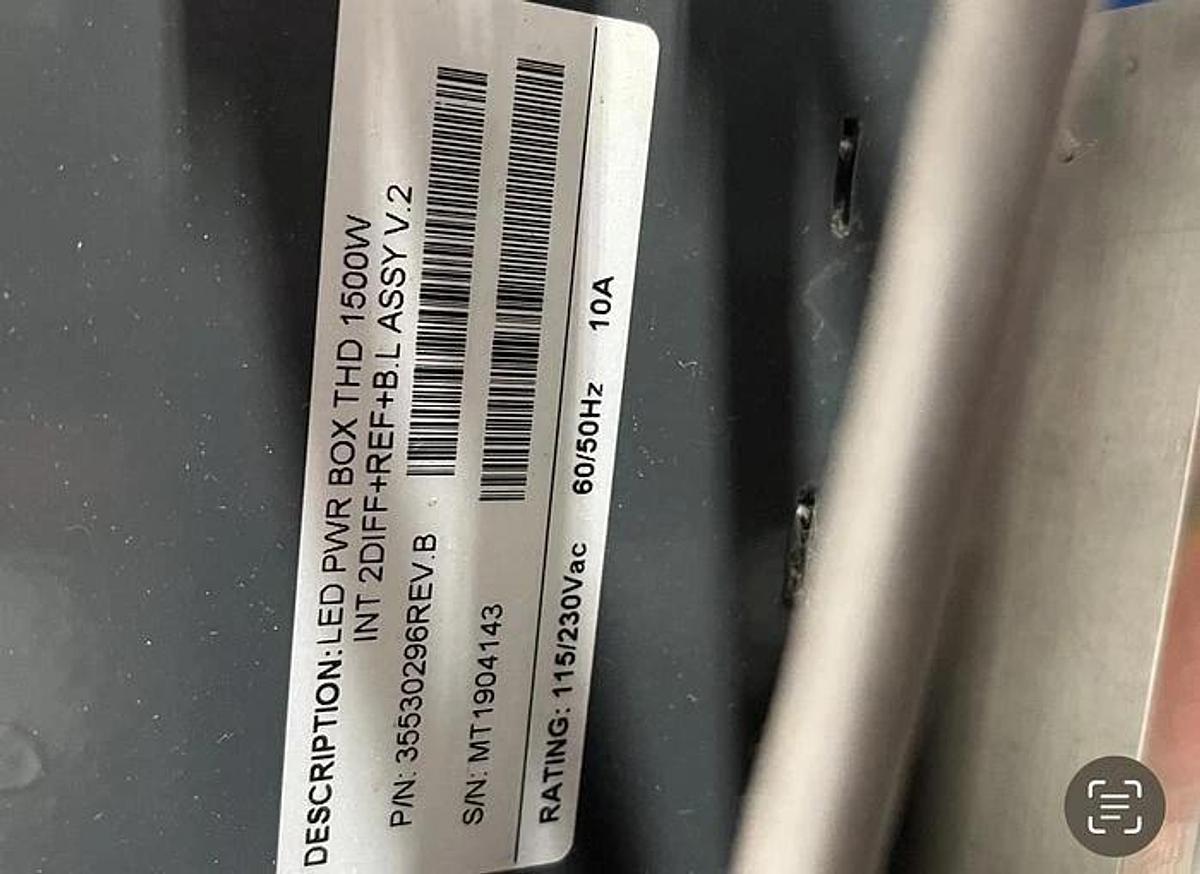 DESCRIPTION:LED PWR BOX THD 1500W
INT 2DIFF+REF+B.L ASSY V.2
P/N: 35530296REV.B
S/N: MT1904143
RATING: 115/230Vac 60/50Hz 10A